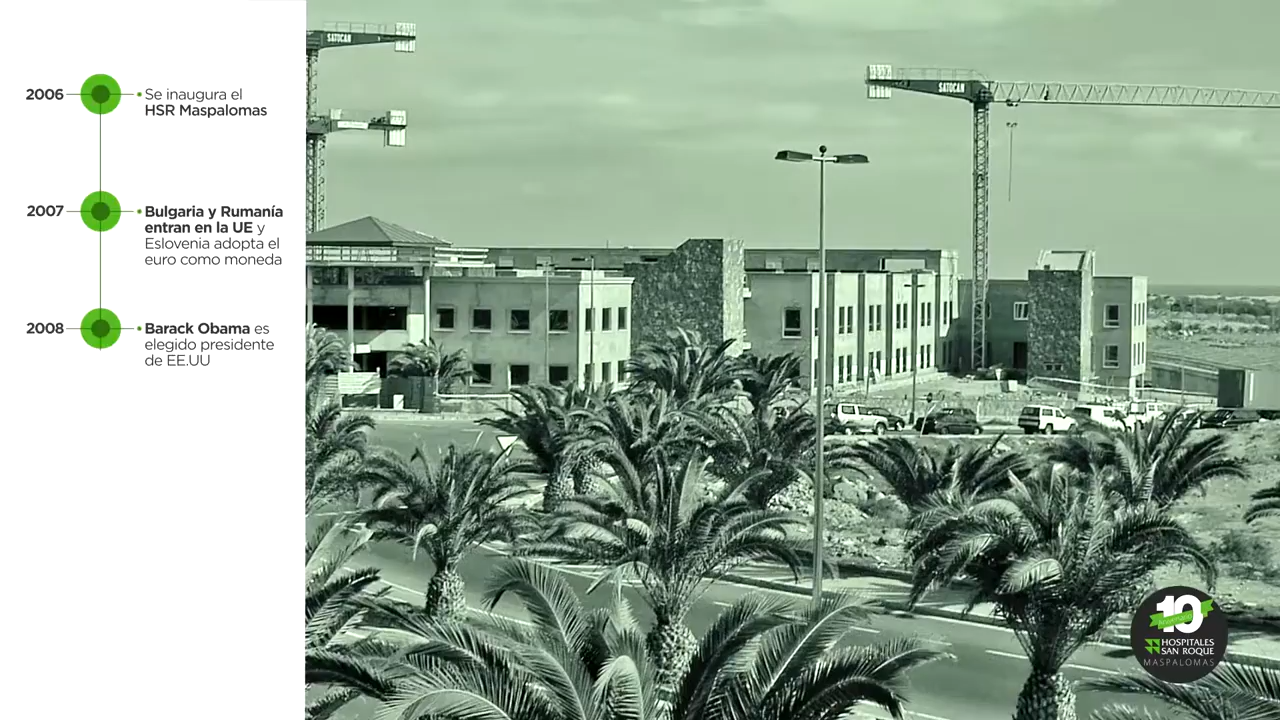 2006
Se inaugura el
HSR Maspalomas
2007
Bulgaria y Rumanía
entran en la UE y
Eslovenia adopta el
euro como moneda
2008
Barack Obama es
elegido presidente
de EE.UU
SATOCAN
SATOCAN
10
HOSPITALES
SAN ROQUE
MASPALOMAS